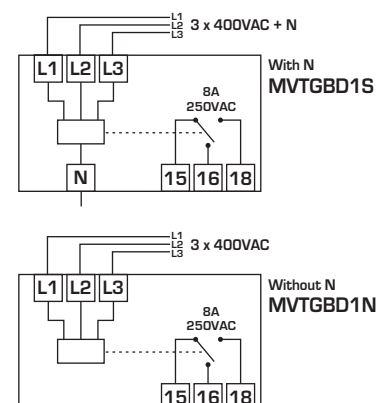 L1
L2 3 x 400VAC + N
L3
L1 L2 L3
With N
MVTGBD1S
8A
250VAC
N 15 16 18
L1
L2 3 x 400VAC
L3
L1 L2 L3
Without N
MVTGBD1N
8A
250VAC
15 16 18